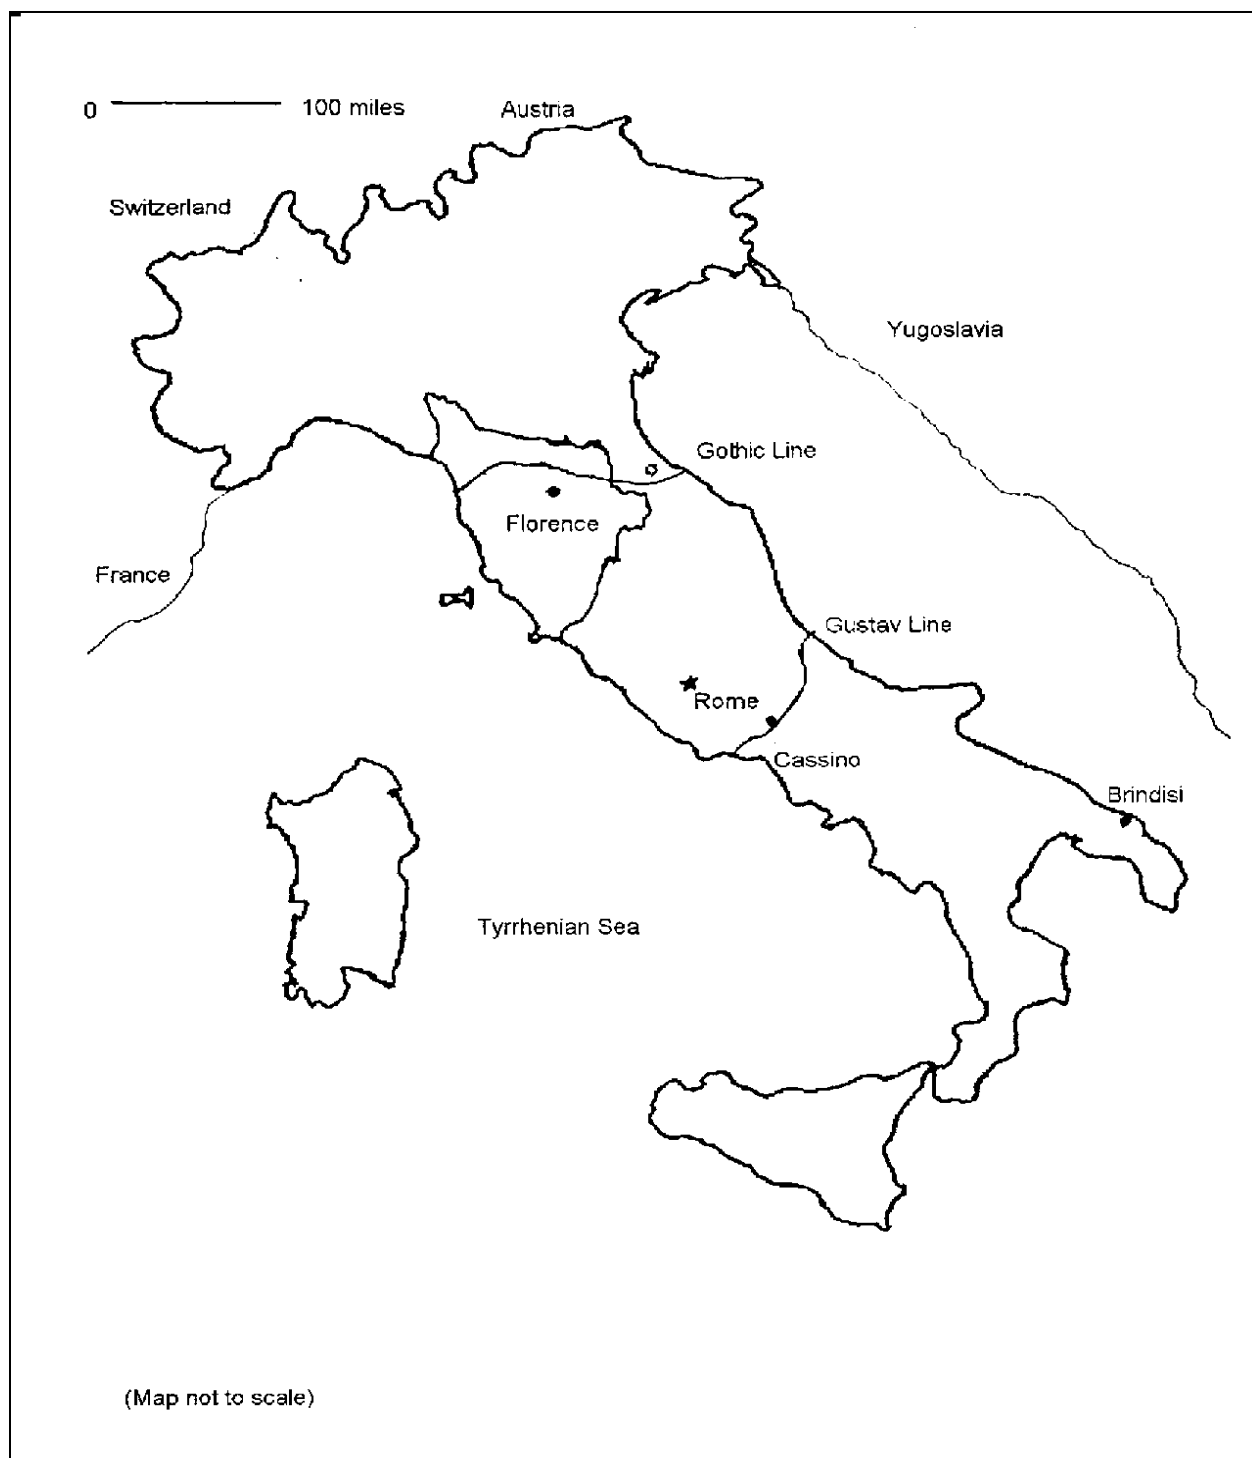 0 100 miles
Austria
Switzerland
Yugoslavia
Gothic Line
Florence
France
Gustav Line
Rome
Cassino
Brindisi
Tyrrhenian Sea
(Map not to scale)